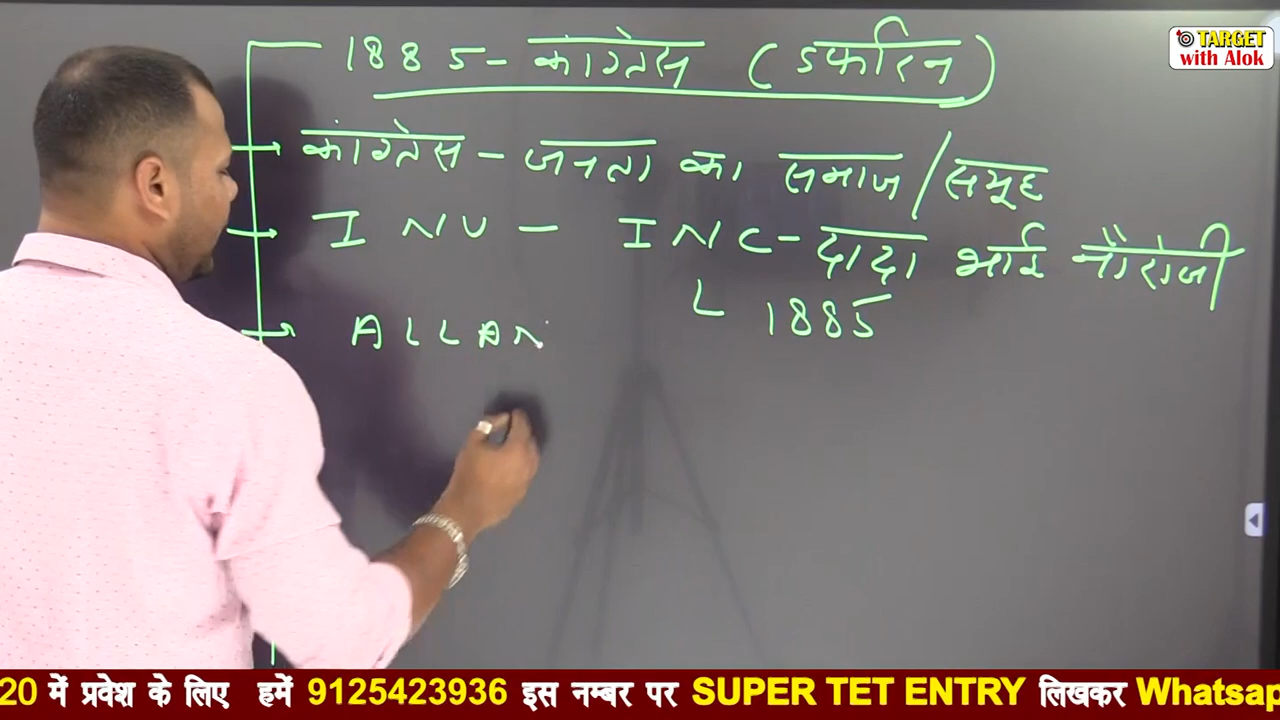 1885 - कांग्रेस (डफरिन)
कांग्रेस - जनता का समाज/समूह
INU - INC - दादा भाई नौरोजी
L 1885
ALLAN
TARGET
with Alok
20 में प्रवेश के लिए हमें 9125423936 इस नम्बर पर SUPER TET ENTRY लिखकर Whatsap